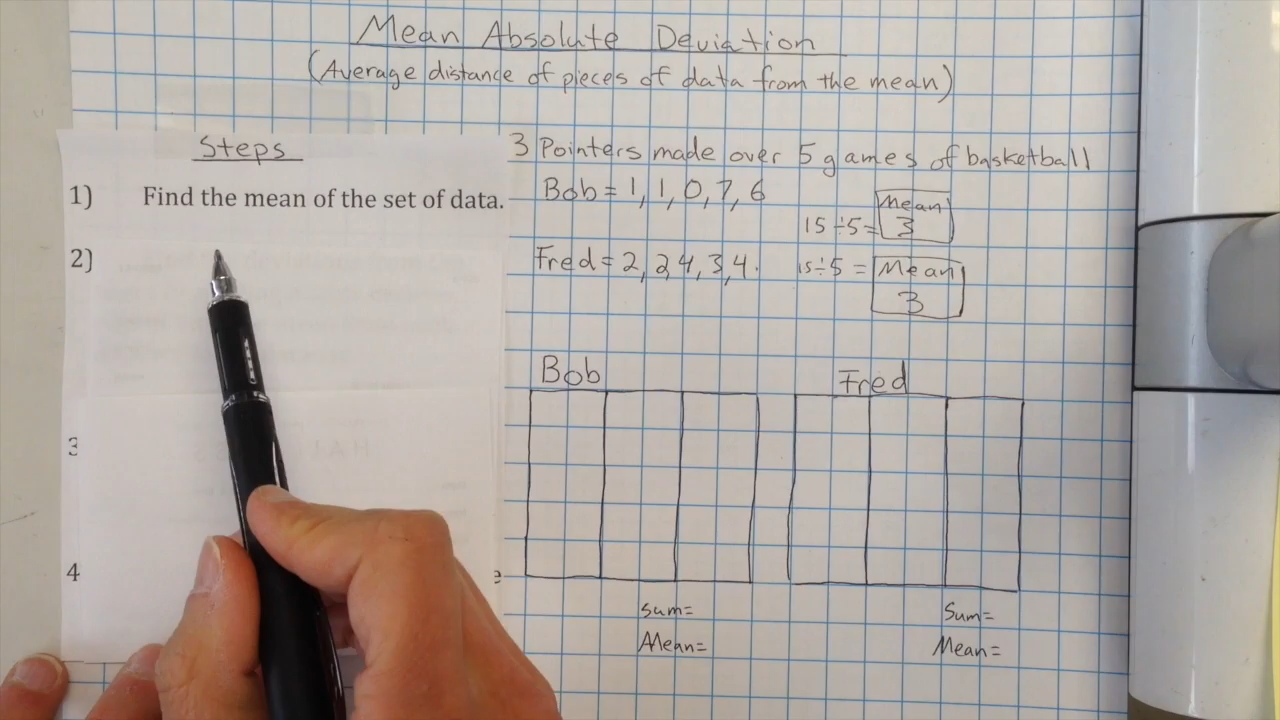 Mean Absolute Deviation
(Average distance of pieces of data from the mean)
Steps
1) Find the mean of the set of data.
2)
3
4
3 Pointers made over 5 games of basketball
Bob = 1, 1, 0, 7, 6
15 ÷ 5 = Mean 3
Fred = 2, 2 4, 3, 4.
15 ÷ 5 = Mean 3
Bob
Fred
Sum=
Mean=
Sum=
Mean=